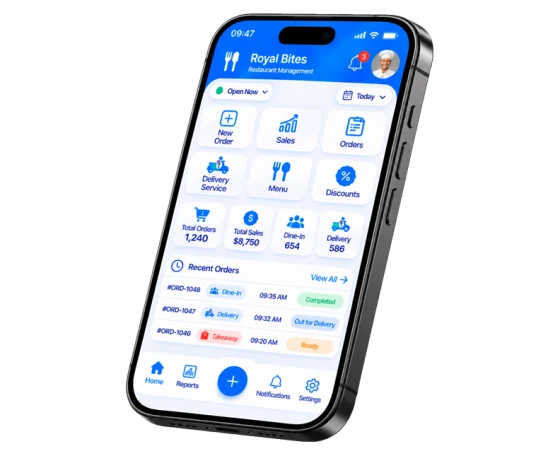 09:47
Royal Bites
Restaurant Management
3
Open Now
Today
New
Order
Sales
Orders
Delivery
Service
Menu
Discounts
Total Orders
1,240
Total Sales
$8,750
Dine-In
654
Delivery
586
Recent Orders
View All →
#ORD-1048 Dine-In 09:35 AM Completed
#ORD-1047 Delivery 09:32 AM Out for Delivery
#ORD-1046 Takeaway 09:20 AM Ready
Home
Reports
Notifications
Settings